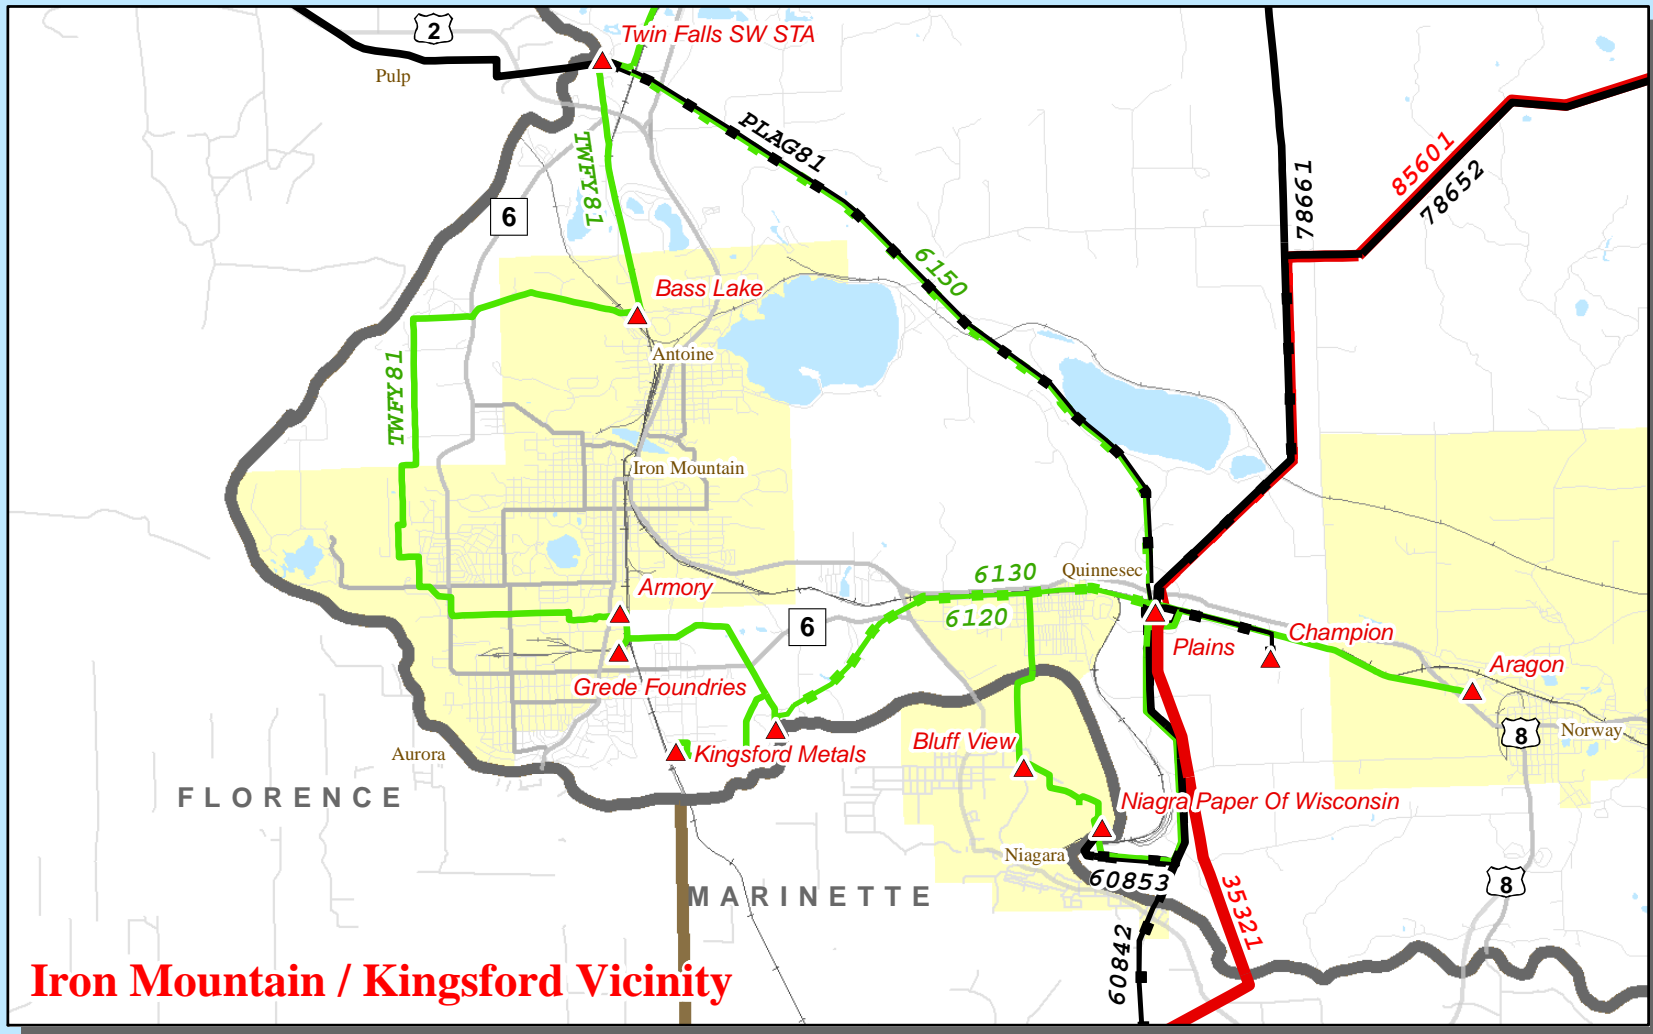 2
Twin Falls SW STA
Pulp
PLAG81
TWFY81
78661
85601
78652
6
6150
Bass Lake
Antoine
TWFY81
Iron Mountain
6130
Quinnesec
Armory
6120
6
Champion
Plains
Aragon
Grede Foundries
Norway
8
Bluff View
Kingsford Metals
Aurora
FLORENCE
Niagra Paper Of Wisconsin
Niagara
60853
8
MARINETTE
35321
60842
Iron Mountain / Kingsford Vicinity